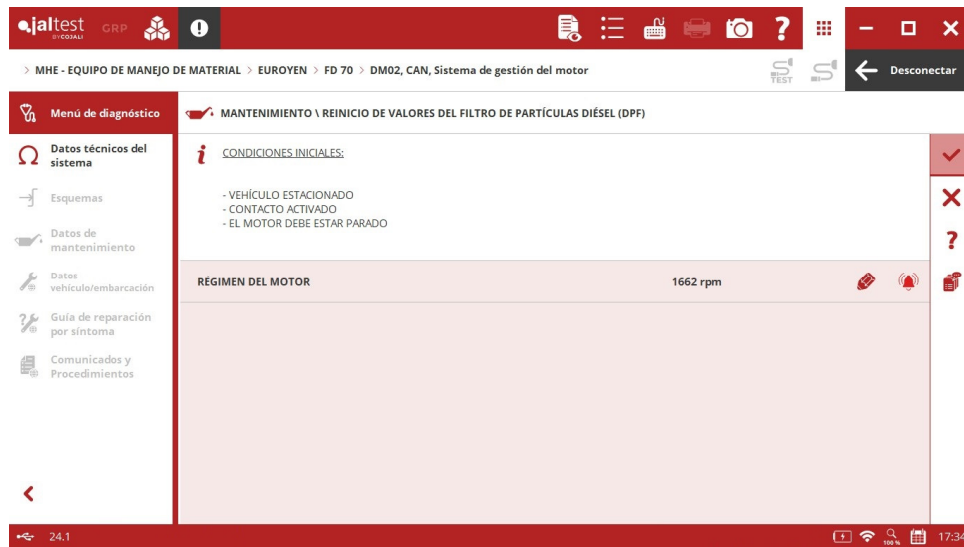 jaltest GRP
BY COJALI
TEST
> MHE - EQUIPO DE MANEJO DE MATERIAL > EUROYEN > FD 70 > DM02, CAN, Sistema de gestión del motor
Desconectar
Menú de diagnóstico
MANTENIMIENTO \ REINICIO DE VALORES DEL FILTRO DE PARTÍCULAS DIÉSEL (DPF)
Datos técnicos del
sistema
Esquemas
Datos de
mantenimiento
Datos
vehículo/embarcación
Guía de reparación
por síntoma
Comunicados y
Procedimientos
CONDICIONES INICIALES:
- VEHÍCULO ESTACIONADO
- CONTACTO ACTIVADO
- EL MOTOR DEBE ESTAR PARADO
RÉGIMEN DEL MOTOR 1662 rpm
24.1
100 %
17:34